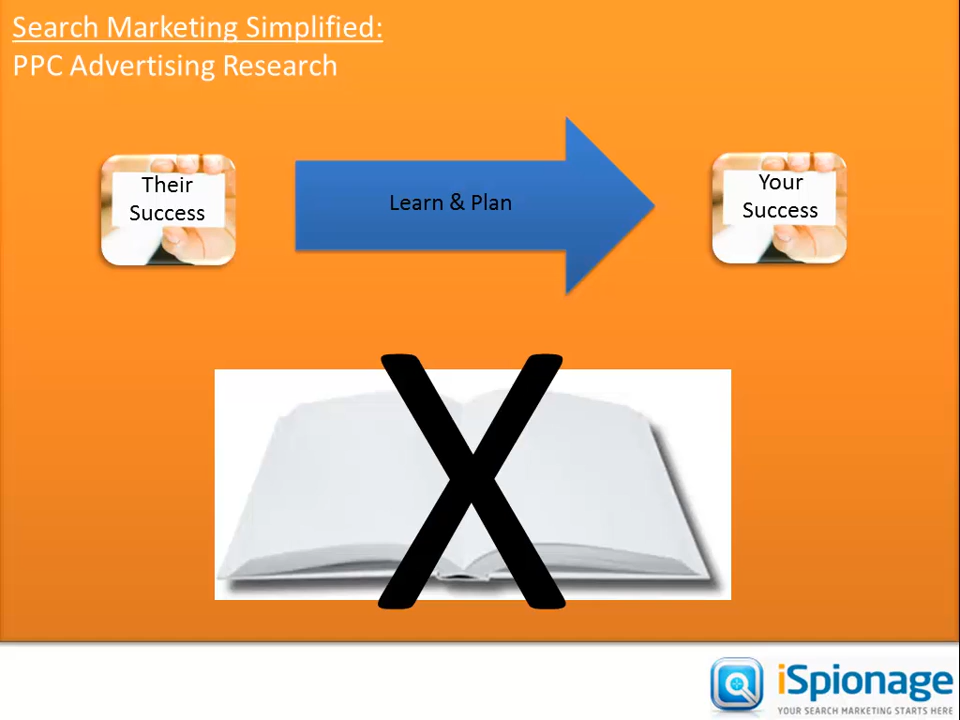 Search Marketing Simplified:
PPC Advertising Research
Their
Success
Learn & Plan
Your
Success
X
iSpionage
YOUR SEARCH MARKETING STARTS HERE